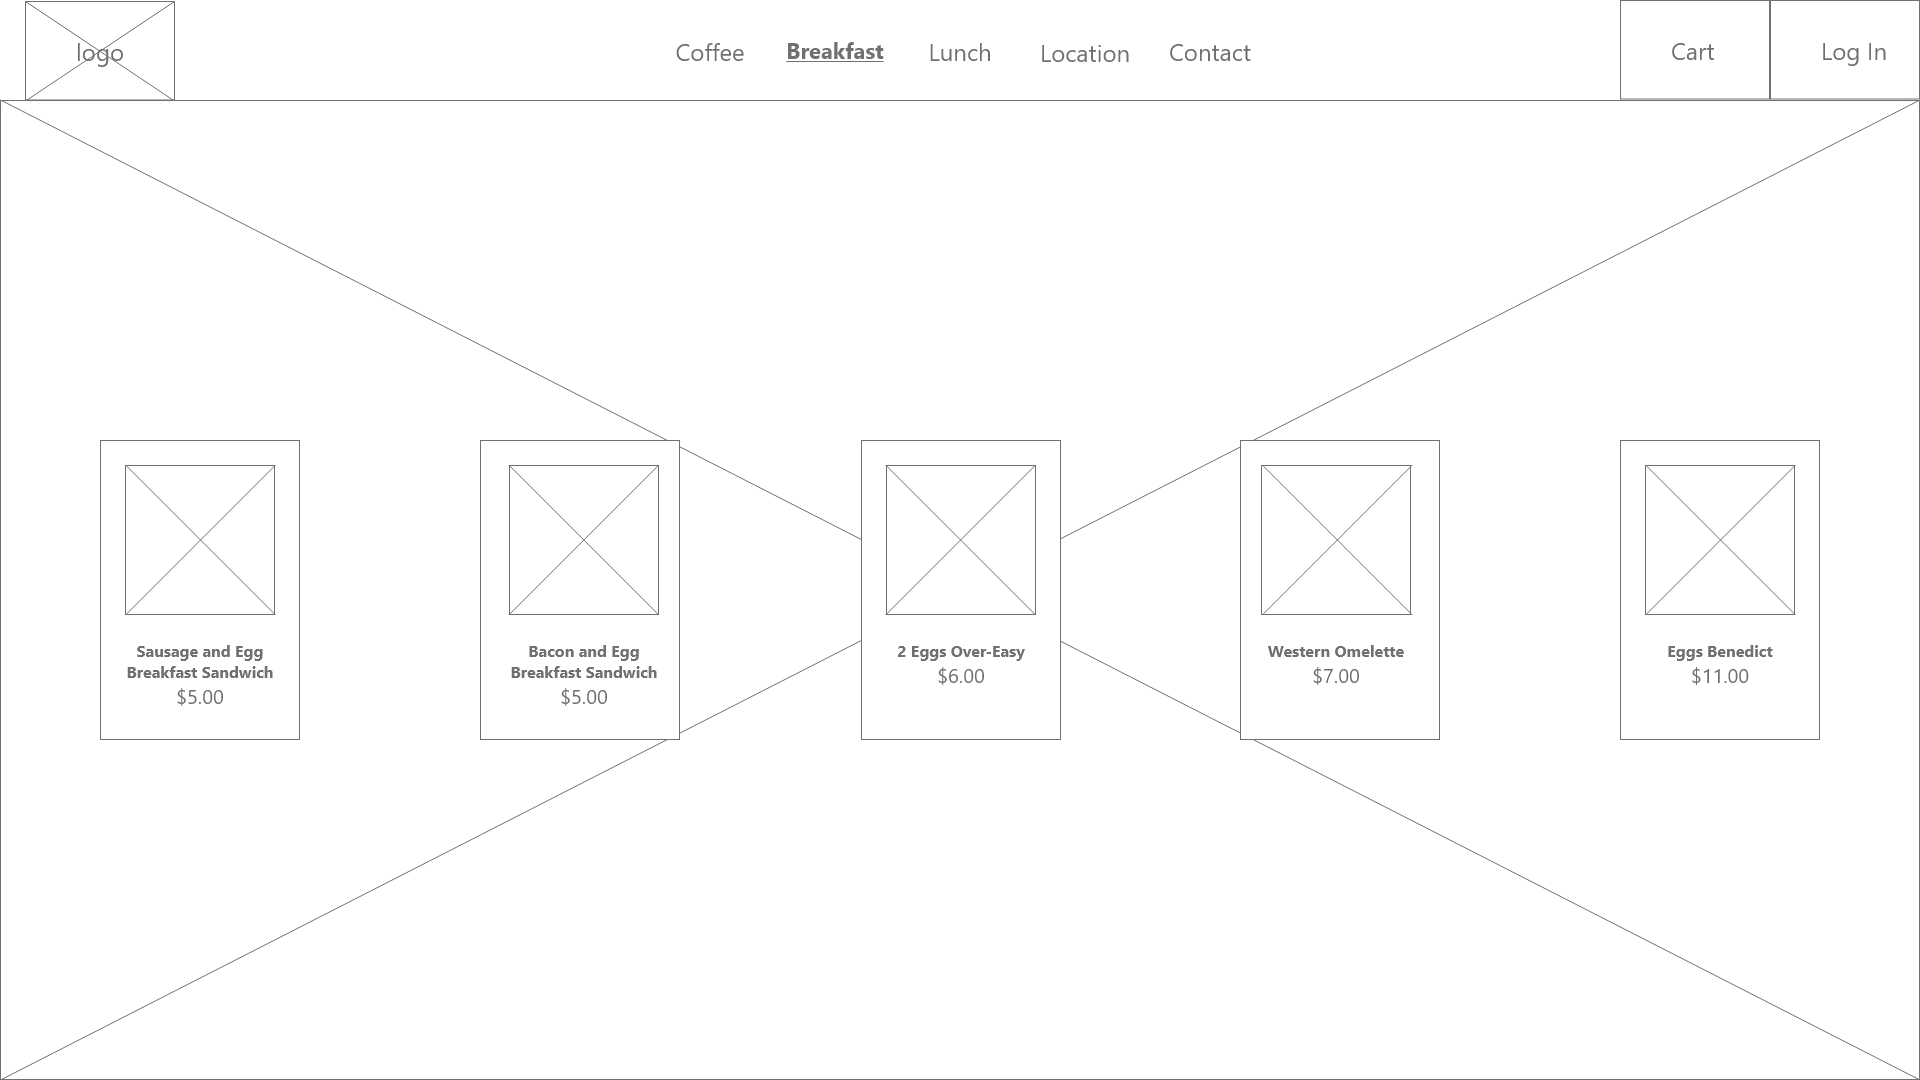 logo
Coffee
Breakfast
Lunch
Location
Contact
Cart
Log In
Sausage and Egg
Breakfast Sandwich
$5.00
Bacon and Egg
Breakfast Sandwich
$5.00
2 Eggs Over-Easy
$6.00
Western Omelette
$7.00
Eggs Benedict
$11.00